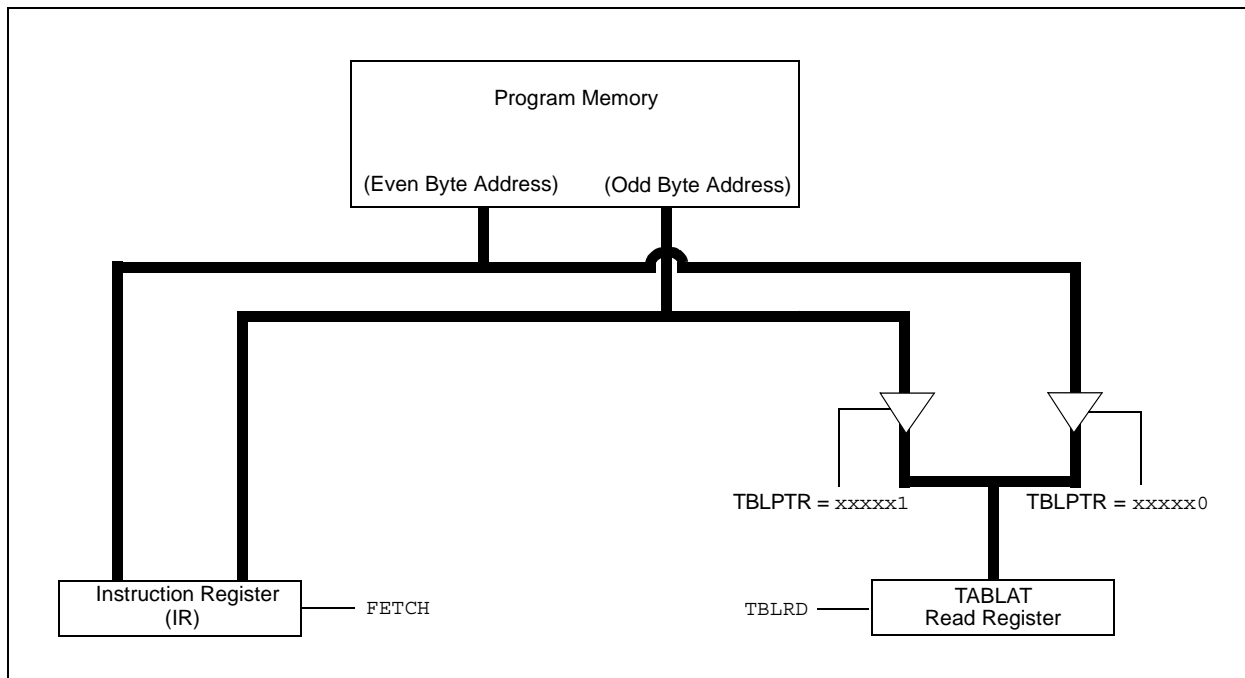 Program Memory
(Even Byte Address) (Odd Byte Address)
TBLPTR = xxxxx1 TBLPTR = xxxxx0
Instruction Register
(IR)
FETCH
TBLRD
TABLAT
Read Register